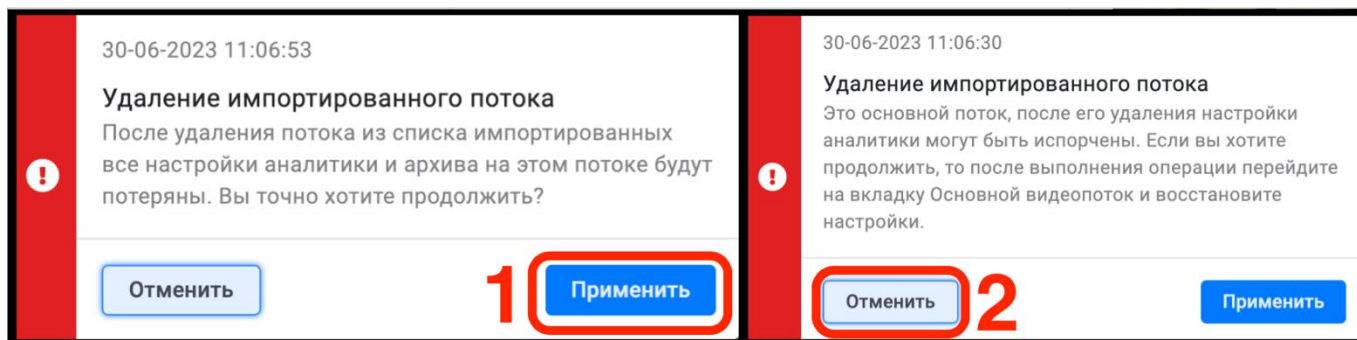 30-06-2023 11:06:53
Удаление импортированного потока
После удаления потока из списка импортированных
все настройки аналитики и архива на этом потоке будут
потеряны. Вы точно хотите продолжить?
Отменить
1
Применить
30-06-2023 11:06:30
Удаление импортированного потока
Это основной поток, после его удаления настройки
аналитики могут быть испорчены. Если вы хотите
продолжить, то после выполнения операции перейдите
на вкладку Основной видеопоток и восстановите
настройки.
Отменить
2
Применить